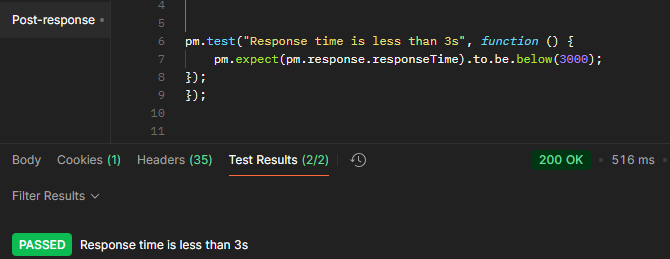 Post-response
4
5
6 pm.test("Response time is less than 3s", function () {
7 pm.expect(pm.response.responseTime).to.be.below(3000);
8 });
9 });
10
11
Body Cookies (1) Headers (35) Test Results (2/2) 200 OK 516 ms
Filter Results
PASSED Response time is less than 3s